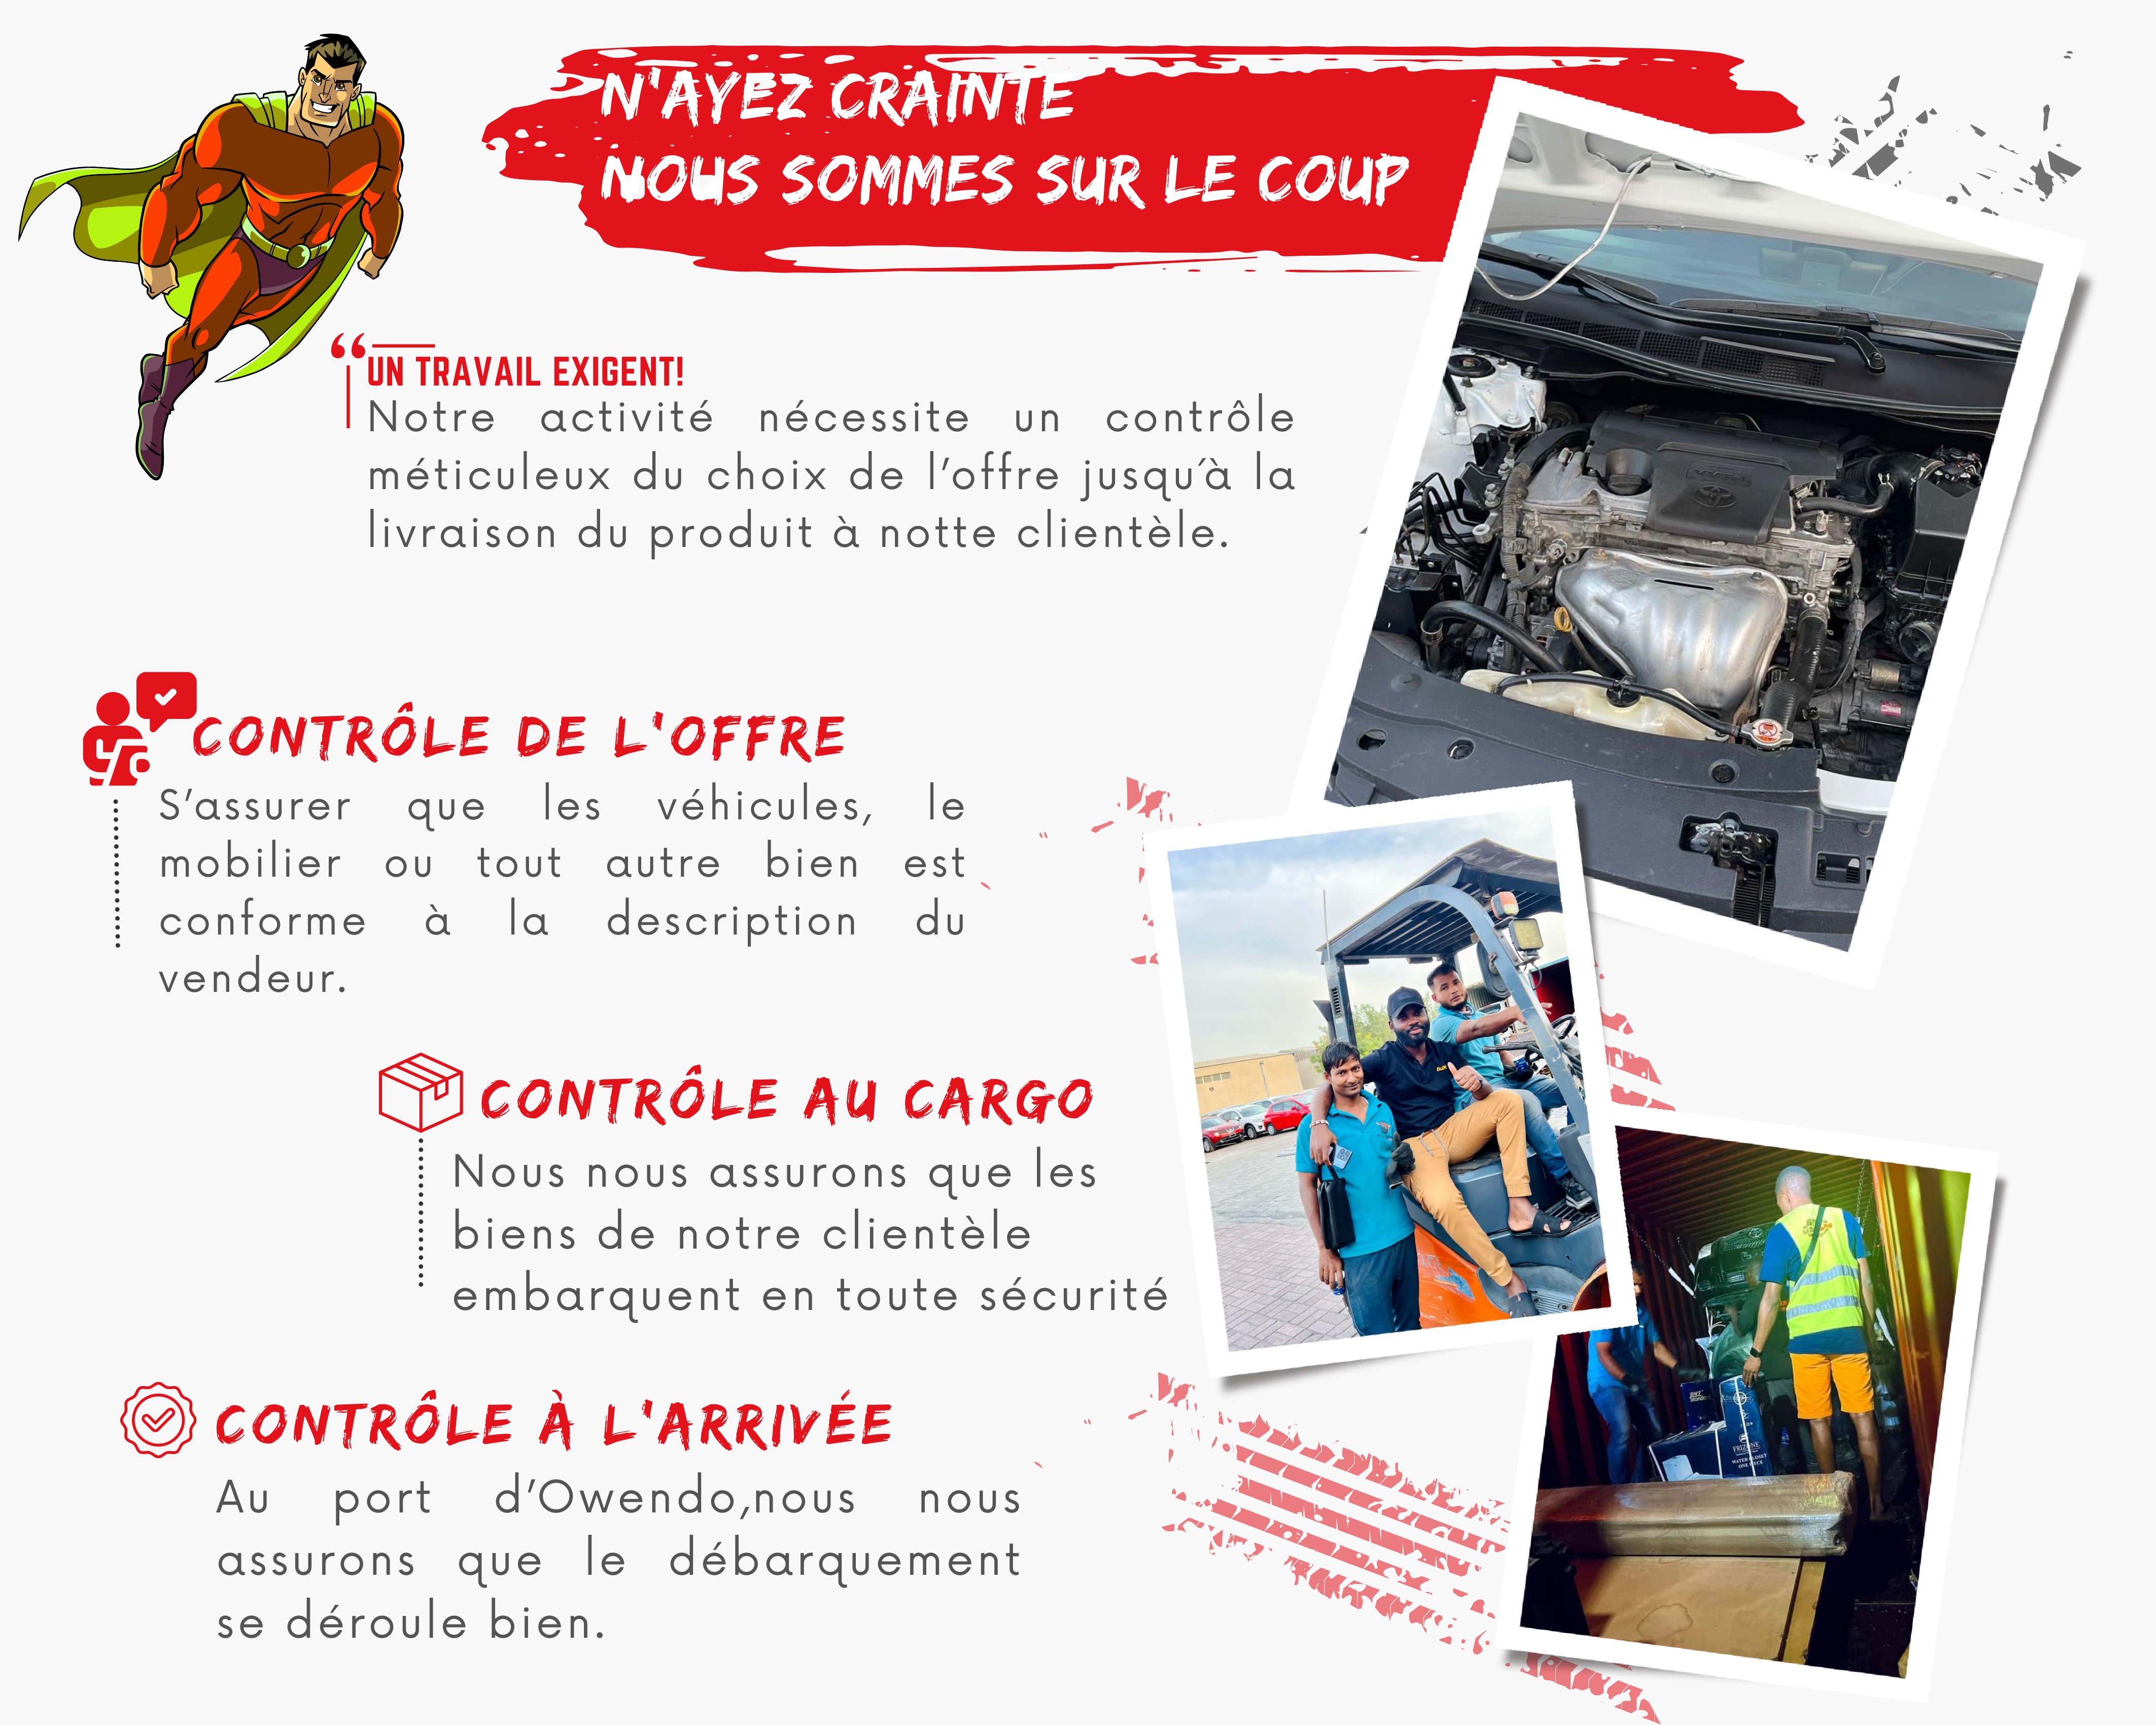 N'AYEZ CRAINTE
NOUS SOMMES SUR LE COUP
UN TRAVAIL EXIGENT!
Notre activité nécessite un contrôle
méticuleux du choix de l'offre jusqu'à la
livraison du produit à notte clientèle.
CONTRÔLE DE L'OFFRE
S'assurer que les véhicules, le
mobilier ou tout autre bien est
conforme à la description du
vendeur.
CONTRÔLE AU CARGO
Nous nous assurons que les
biens de notre clientèle
embarquent en toute sécurité
CONTRÔLE À L'ARRIVÉE
Au port d'Owendo,nous nous
assurons que le débarquement
se déroule bien.